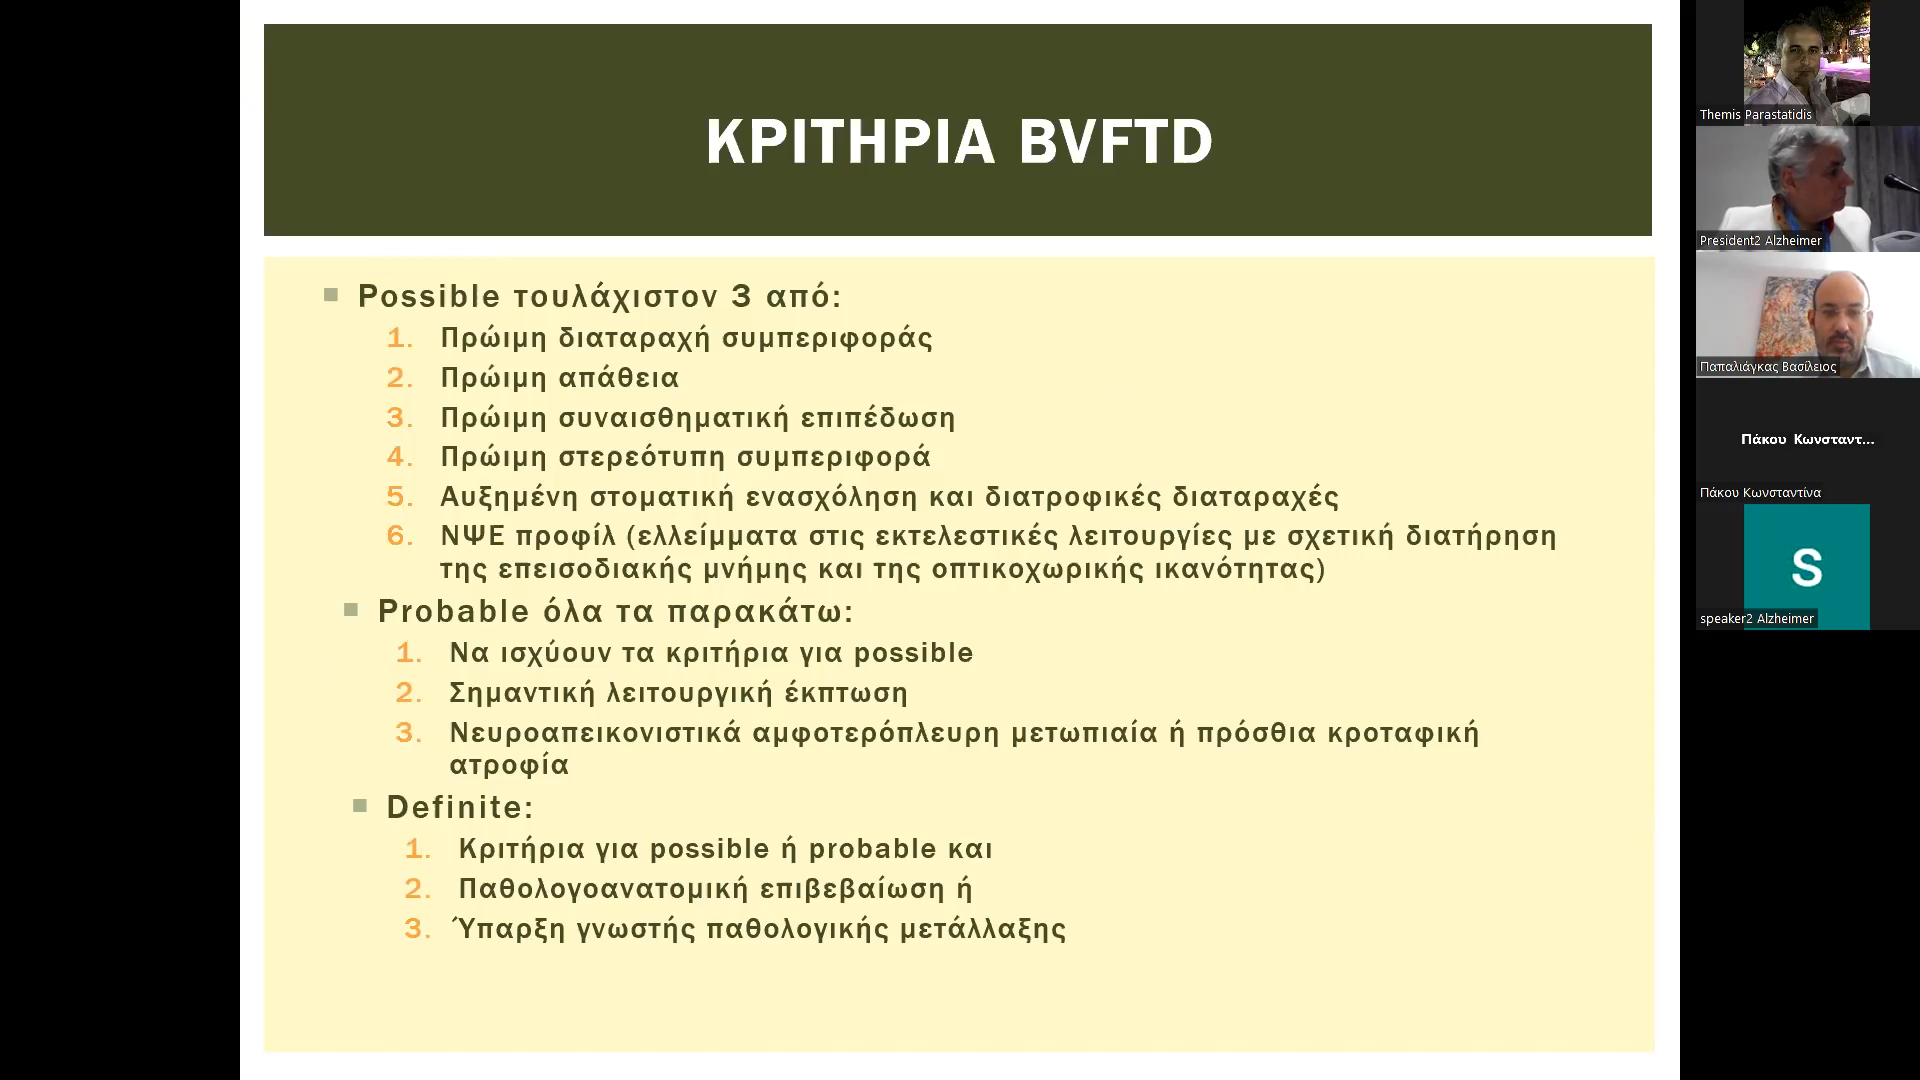 ΚΡΙΤΗΡΙΑ BVFTD
Possible τουλάχιστον 3 από:
1. Πρώιμη διαταραχή συμπεριφοράς
2. Πρώιμη απάθεια
3. Πρώιμη συναισθηματική επιπέδωση
4. Πρώιμη στερεότυπη συμπεριφορά
5. Αυξημένη στοματική ενασχόληση και διατροφικές διαταραχές
6. ΝΨΕ προφίλ (ελλείμματα στις εκτελεστικές λειτουργίες με σχετική διατήρηση
της επεισοδιακής μνήμης και της οπτικοχωρικής ικανότητας)
Probable όλα τα παρακάτω:
1. Να ισχύουν τα κριτήρια για possible
2. Σημαντική λειτουργική έκπτωση
3. Νευροαπεικονιστικά αμφοτερόπλευρη μετωπιαία ή πρόσθια κροταφική
ατροφία
Definite:
1. Κριτήρια για possible ή probable και
2. Παθολογοανατομική επιβεβαίωση ή
3. Ύπαρξη γνωστής παθολογικής μετάλλαξης
Themis Parastatidis
President2 Alzheimer
Παπαλιάγκας Βασίλειος
Πάκου Κωνσταντ...
Πάκου Κωνσταντίνα
S
speaker2 Alzheimer